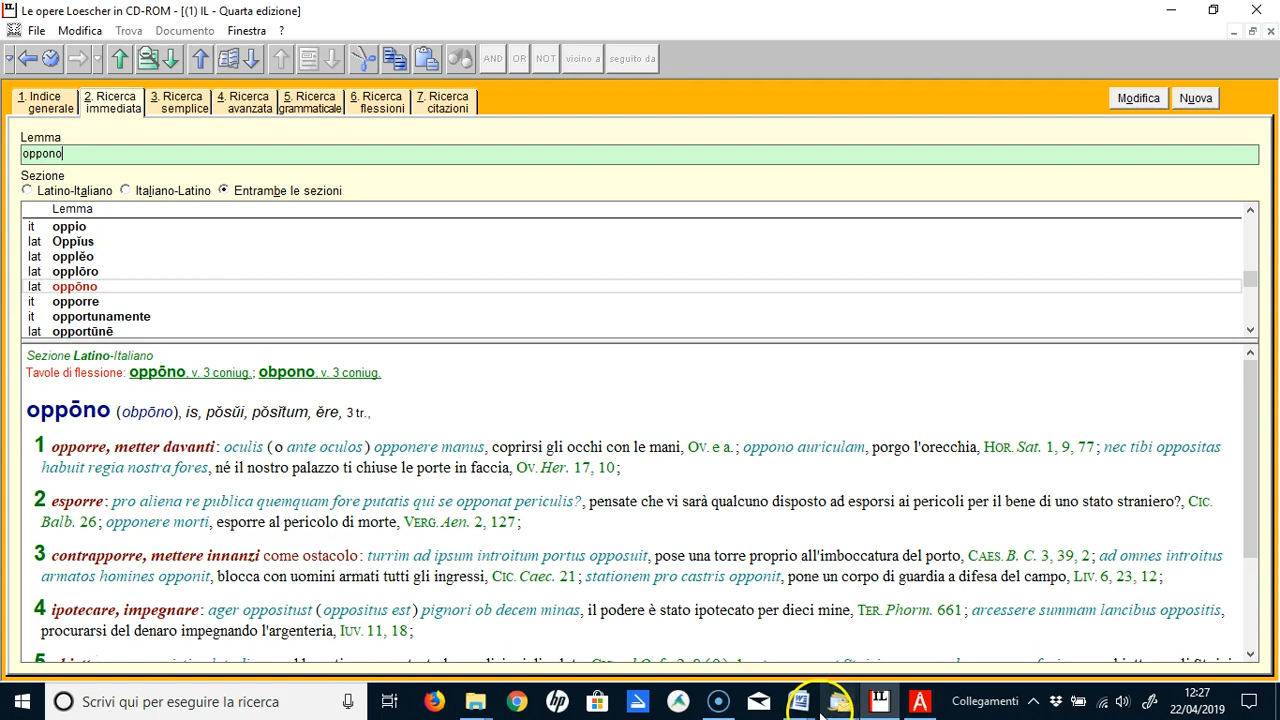 Le opere Loescher in CD-ROM - [(1) IL - Quarta edizione]
File Modifica Trova Documento Finestra ?
AND OR NOT vicino a seguito da
1. Indice generale 2. Ricerca immediata 3. Ricerca semplice 4. Ricerca avanzata 5. Ricerca grammaticale 6. Ricerca flessioni 7. Ricerca citazioni Modifica Nuova
Lemma
oppono
Sezione
Latino-Italiano Italiano-Latino Entrambe le sezioni
Lemma
it oppio
lat Oppĭus
lat opplĕo
lat opplōro
lat oppōno
it opporre
it opportunamente
lat opportūnē
Sezione Latino-Italiano
Tavole di flessione: oppōno, v. 3 coniug.; obpono, v. 3 coniug.
oppōno (obpōno), is, pŏsŭi, pŏsĭtum, ĕre, 3 tr.,
1 opporre, metter davanti: oculis (o ante oculos) opponere manus, coprirsi gli occhi con le mani, OV. e a.; oppono auriculam, porgo l'orecchia, HOR. Sat. 1, 9, 77; nec tibi oppositas
habuit regia nostra fores, né il nostro palazzo ti chiuse le porte in faccia, OV. Her. 17, 10;
2 esporre: pro aliena re publica quemquam fore putatis qui se opponat periculis?, pensate che vi sarà qualcuno disposto ad esporsi ai pericoli per il bene di uno stato straniero?, CIC.
Balb. 26; opponere morti, esporre al pericolo di morte, VERG. Aen. 2, 127;
3 contrapporre, mettere innanzi come ostacolo: turrim ad ipsum introitum portus opposuit, pose una torre proprio all'imboccatura del porto, CAES. B. C. 3, 39, 2; ad omnes introitus
armatos homines opponit, blocca con uomini armati tutti gli ingressi, CIC. Caec. 21; stationem pro castris opponit, pone un corpo di guardia a difesa del campo, LIV. 6, 23, 12;
4 ipotecare, impegnare: ager oppositust (oppositus est) pignori ob decem minas, il podere è stato ipotecato per dieci mine, TER. Phorm. 661; arcessere summam lancibus oppositis,
procurarsi del denaro impegnando l'argenteria, IUV. 11, 18;
5
Scrivi qui per eseguire la ricerca
Collegamenti
12:27
22/04/2019